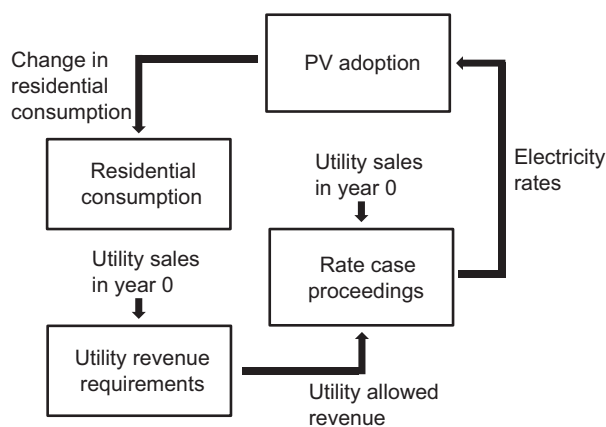 PV adoption
Change in
residential
consumption
Residential
consumption
Utility sales
in year 0
Electricity
rates
Utility sales
in year 0
Rate case
proceedings
Utility revenue
requirements
Utility allowed
revenue